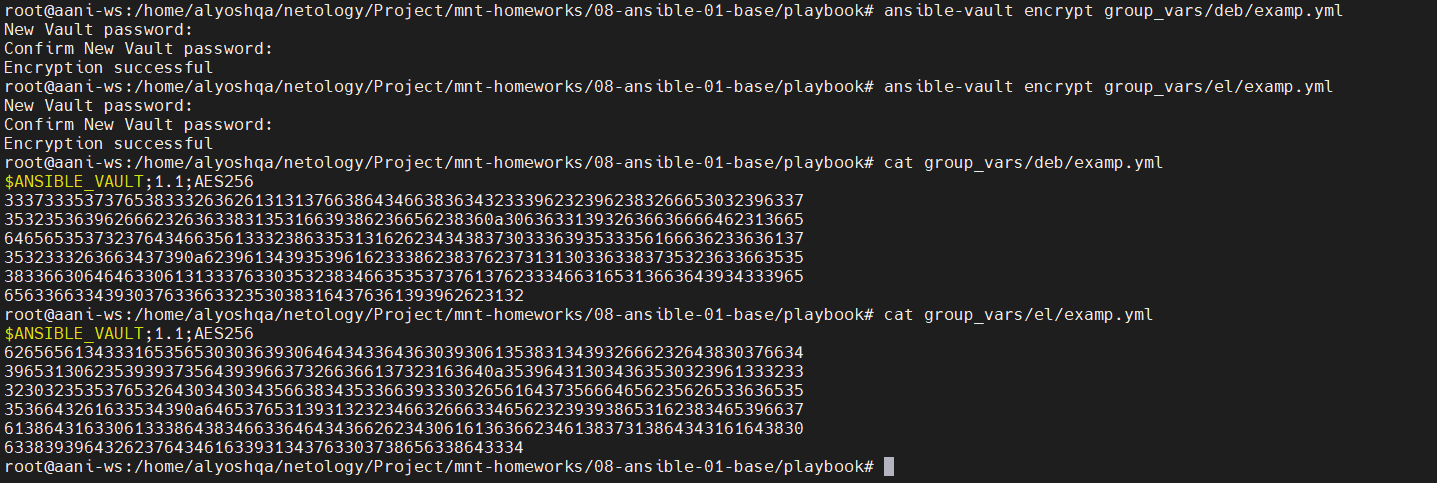 root@aani-ws:/home/alyoshqa/netology/Project/mnt-homeworks/08-ansible-01-base/playbook# ansible-vault encrypt group_vars/deb/examp.yml
New Vault password:
Confirm New Vault password:
Encryption successful
root@aani-ws:/home/alyoshqa/netology/Project/mnt-homeworks/08-ansible-01-base/playbook# ansible-vault encrypt group_vars/el/examp.yml
New Vault password:
Confirm New Vault password:
Encryption successful
root@aani-ws:/home/alyoshqa/netology/Project/mnt-homeworks/08-ansible-01-base/playbook# cat group_vars/deb/examp.yml
$ANSIBLE_VAULT;1.1;AES256
33373335373765383332636261313137663864346638363432333962323962383266653032396337
3532353639626662326363383135316639386236656238360a306363313932636636666462313665
64656535373237643466356133323863353131626234343837303336393533356166636233636137
3532333263663437390a623961343935396162333862383762373131303363383735323633663535
38336630646463306131333763303532383466353537376137623334663165313663643934333965
6563366334393037633663323530383164376361393962623132
root@aani-ws:/home/alyoshqa/netology/Project/mnt-homeworks/08-ansible-01-base/playbook# cat group_vars/el/examp.yml
$ANSIBLE_VAULT;1.1;AES256
62656561343331653565303036393064643433643630393061353831343932666232643830376634
3965313062353939373564393966373266366137323163640a353964313034363530323961333233
32303235353765326430343034356638343533663933303265616437356664656235626533636535
3536643261633534390a646537653139313232346632666334656232393938653162383465396637
61386431633061333864383466336464343662623430616136366234613837313864343161643830
6338393964326237643461633931343763303738656338643334
root@aani-ws:/home/alyoshqa/netology/Project/mnt-homeworks/08-ansible-01-base/playbook#